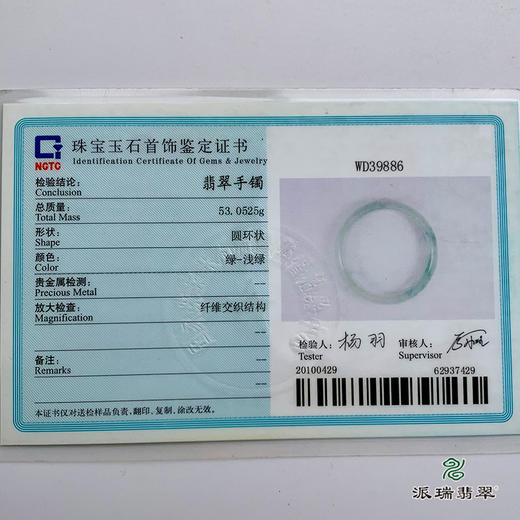 NGTC
珠宝玉石首饰鉴定证书
Identification Certificate Of Gems & Jewelry
检验结论:
Conclusion
翡翠手镯
总质量:
Total Mass
53.0525g
形状:
Shape
圆环状
颜色:
Color
绿-浅绿
贵金属检测:
Precious Metal
---
放大检查:
Magnification
纤维交织结构
---
备注:
Remarks
---
---
本证书仅对送检样品负责,翻印、复制、涂改无效。
WD39886
检验人: 杨羽
Tester
审核人:
Supervisor
20100429
62937429
派瑞翡翠